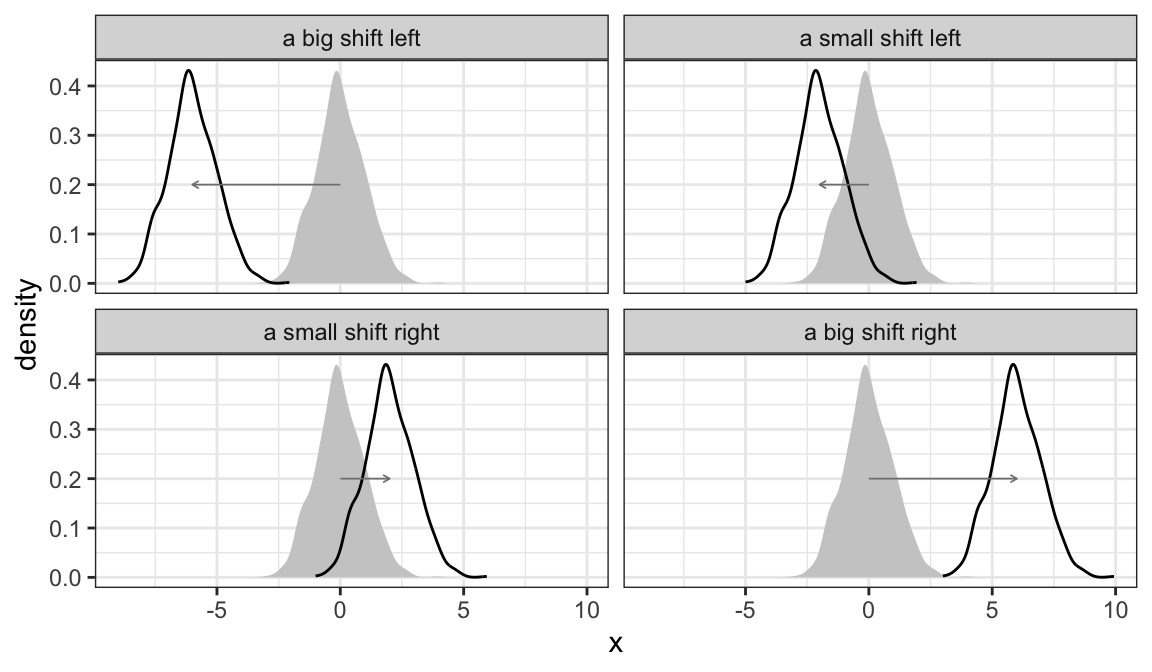 a big shift left
a small shift left
0.4
0.3
0.2
0.1
0.0
a small shift right
a big shift right
0.4
0.3
0.2
0.1
0.0
density
-5 0 5 10
-5 0 5 10
x